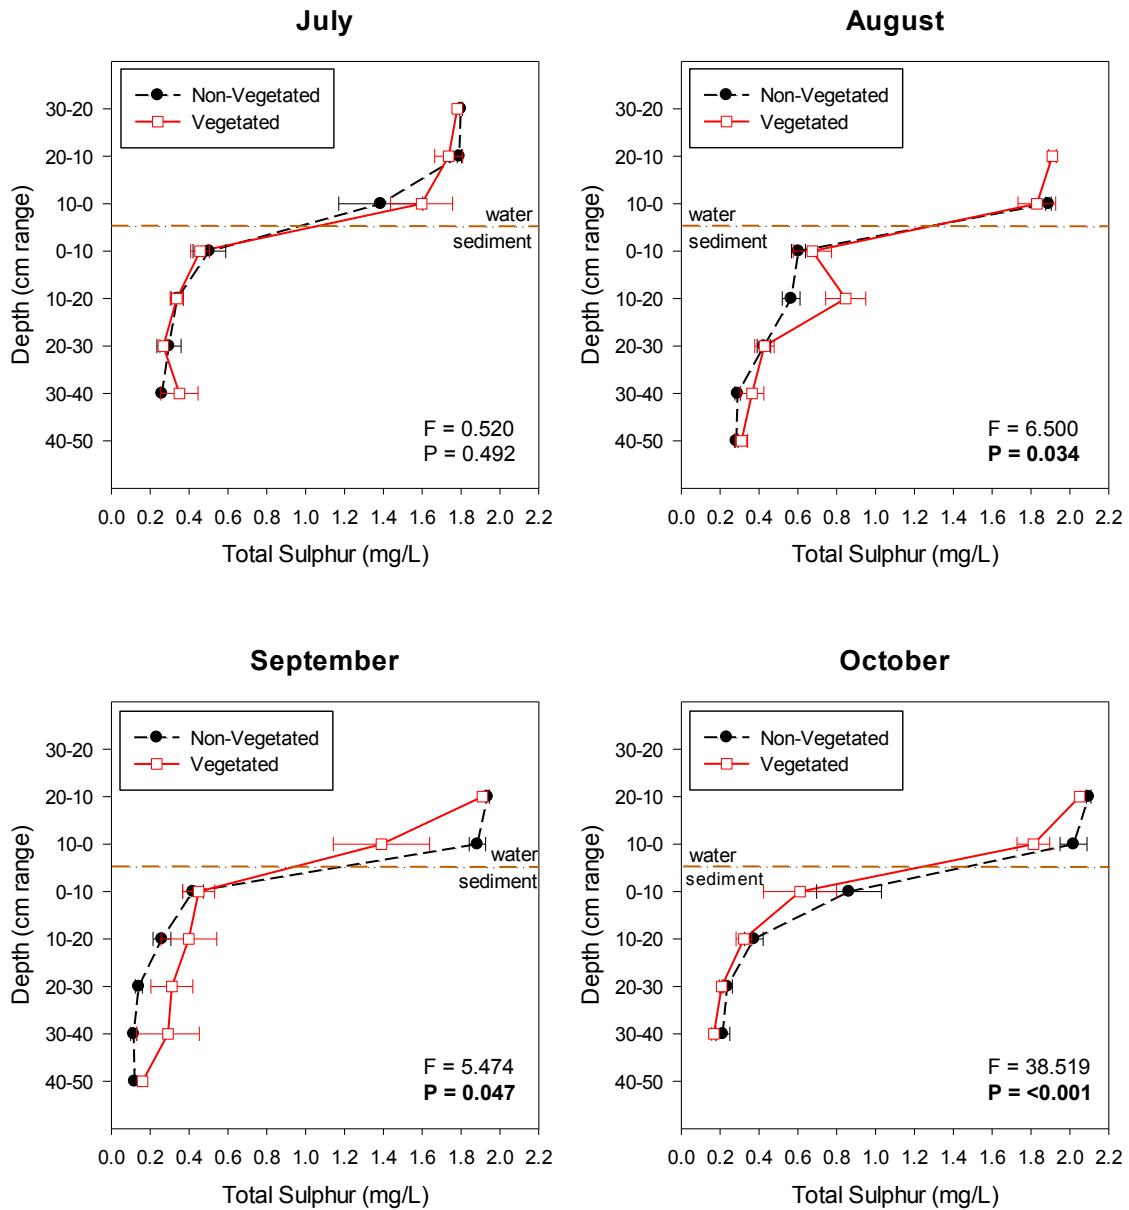 July
Non-Vegetated
Vegetated
30-20
20-10
10-0
0-10
10-20
20-30
30-40
40-50
Depth (cm range)
water
sediment
F = 0.520
P = 0.492
0.0 0.2 0.4 0.6 0.8 1.0 1.2 1.4 1.6 1.8 2.0 2.2
Total Sulphur (mg/L)
August
Non-Vegetated
Vegetated
30-20
20-10
10-0
0-10
10-20
20-30
30-40
40-50
Depth (cm range)
water
sediment
F = 6.500
P = 0.034
0.0 0.2 0.4 0.6 0.8 1.0 1.2 1.4 1.6 1.8 2.0 2.2
Total Sulphur (mg/L)
September
Non-Vegetated
Vegetated
30-20
20-10
10-0
0-10
10-20
20-30
30-40
40-50
Depth (cm range)
water
sediment
F = 5.474
P = 0.047
0.0 0.2 0.4 0.6 0.8 1.0 1.2 1.4 1.6 1.8 2.0 2.2
Total Sulphur (mg/L)
October
Non-Vegetated
Vegetated
30-20
20-10
10-0
0-10
10-20
20-30
30-40
40-50
Depth (cm range)
water
sediment
F = 38.519
P = <0.001
0.0 0.2 0.4 0.6 0.8 1.0 1.2 1.4 1.6 1.8 2.0 2.2
Total Sulphur (mg/L)